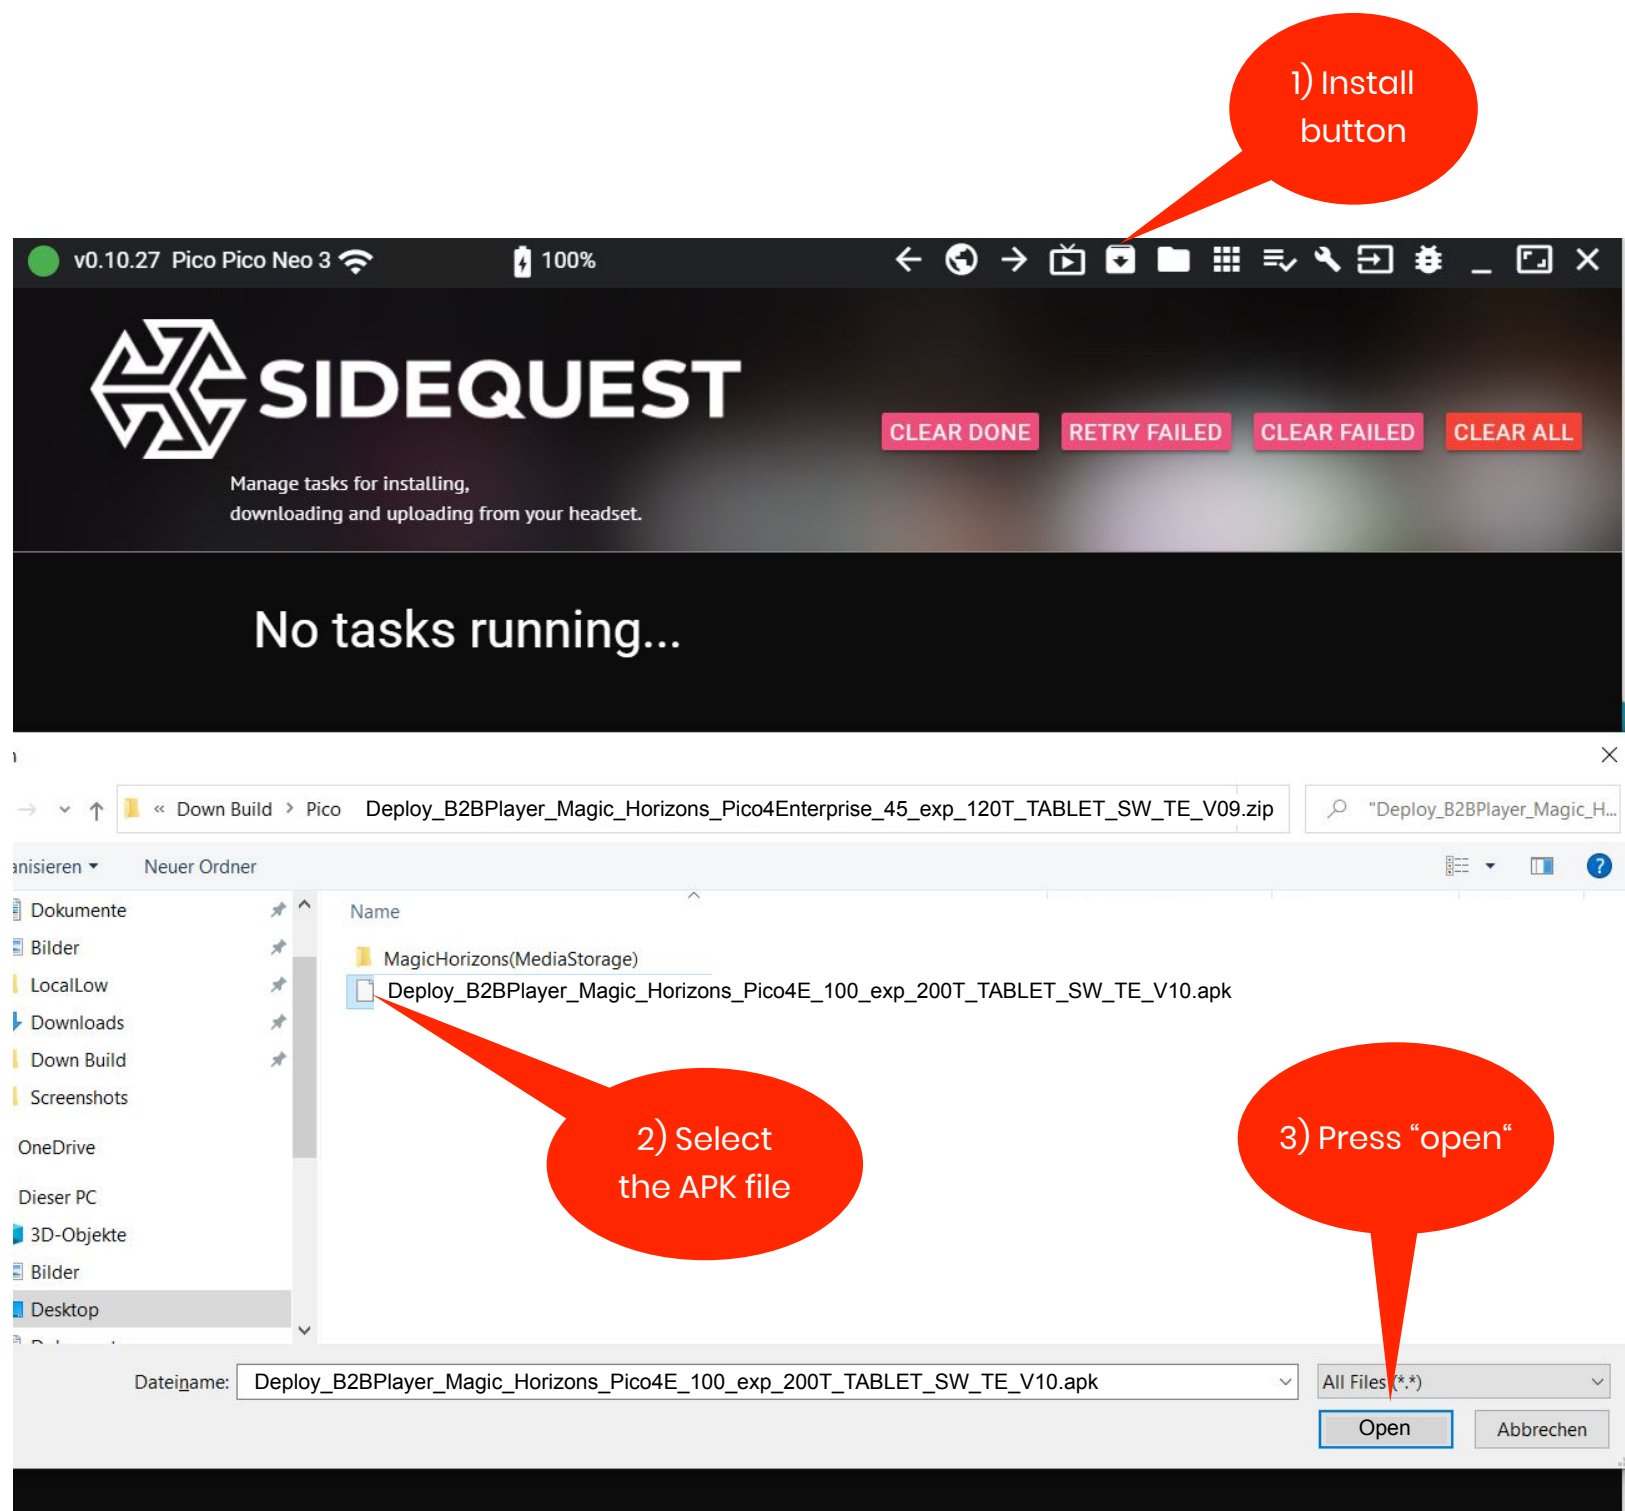 1) Install
button
v0.10.27 Pico Pico Neo 3
100%
SIDEQUEST
CLEAR DONE
RETRY FAILED
CLEAR FAILED
CLEAR ALL
Manage tasks for installing,
downloading and uploading from your headset.
No tasks running...
« Down Build > Pico Deploy_B2BPlayer_Magic_Horizons_Pico4Enterprise_45_exp_120T_TABLET_SW_TE_V09.zip
"Deploy_B2BPlayer_Magic_H...
anisieren
Neuer Ordner
Name
Dokumente
Bilder
LocalLow
Downloads
Down Build
Screenshots
OneDrive
Dieser PC
3D-Objekte
Bilder
Desktop
MagicHorizons(MediaStorage)
Deploy_B2BPlayer_Magic_Horizons_Pico4E_100_exp_200T_TABLET_SW_TE_V10.apk
2) Select
the APK file
3) Press “open“
Dateiname:
Deploy_B2BPlayer_Magic_Horizons_Pico4E_100_exp_200T_TABLET_SW_TE_V10.apk
All Files (*.*)
Open
Abbrechen